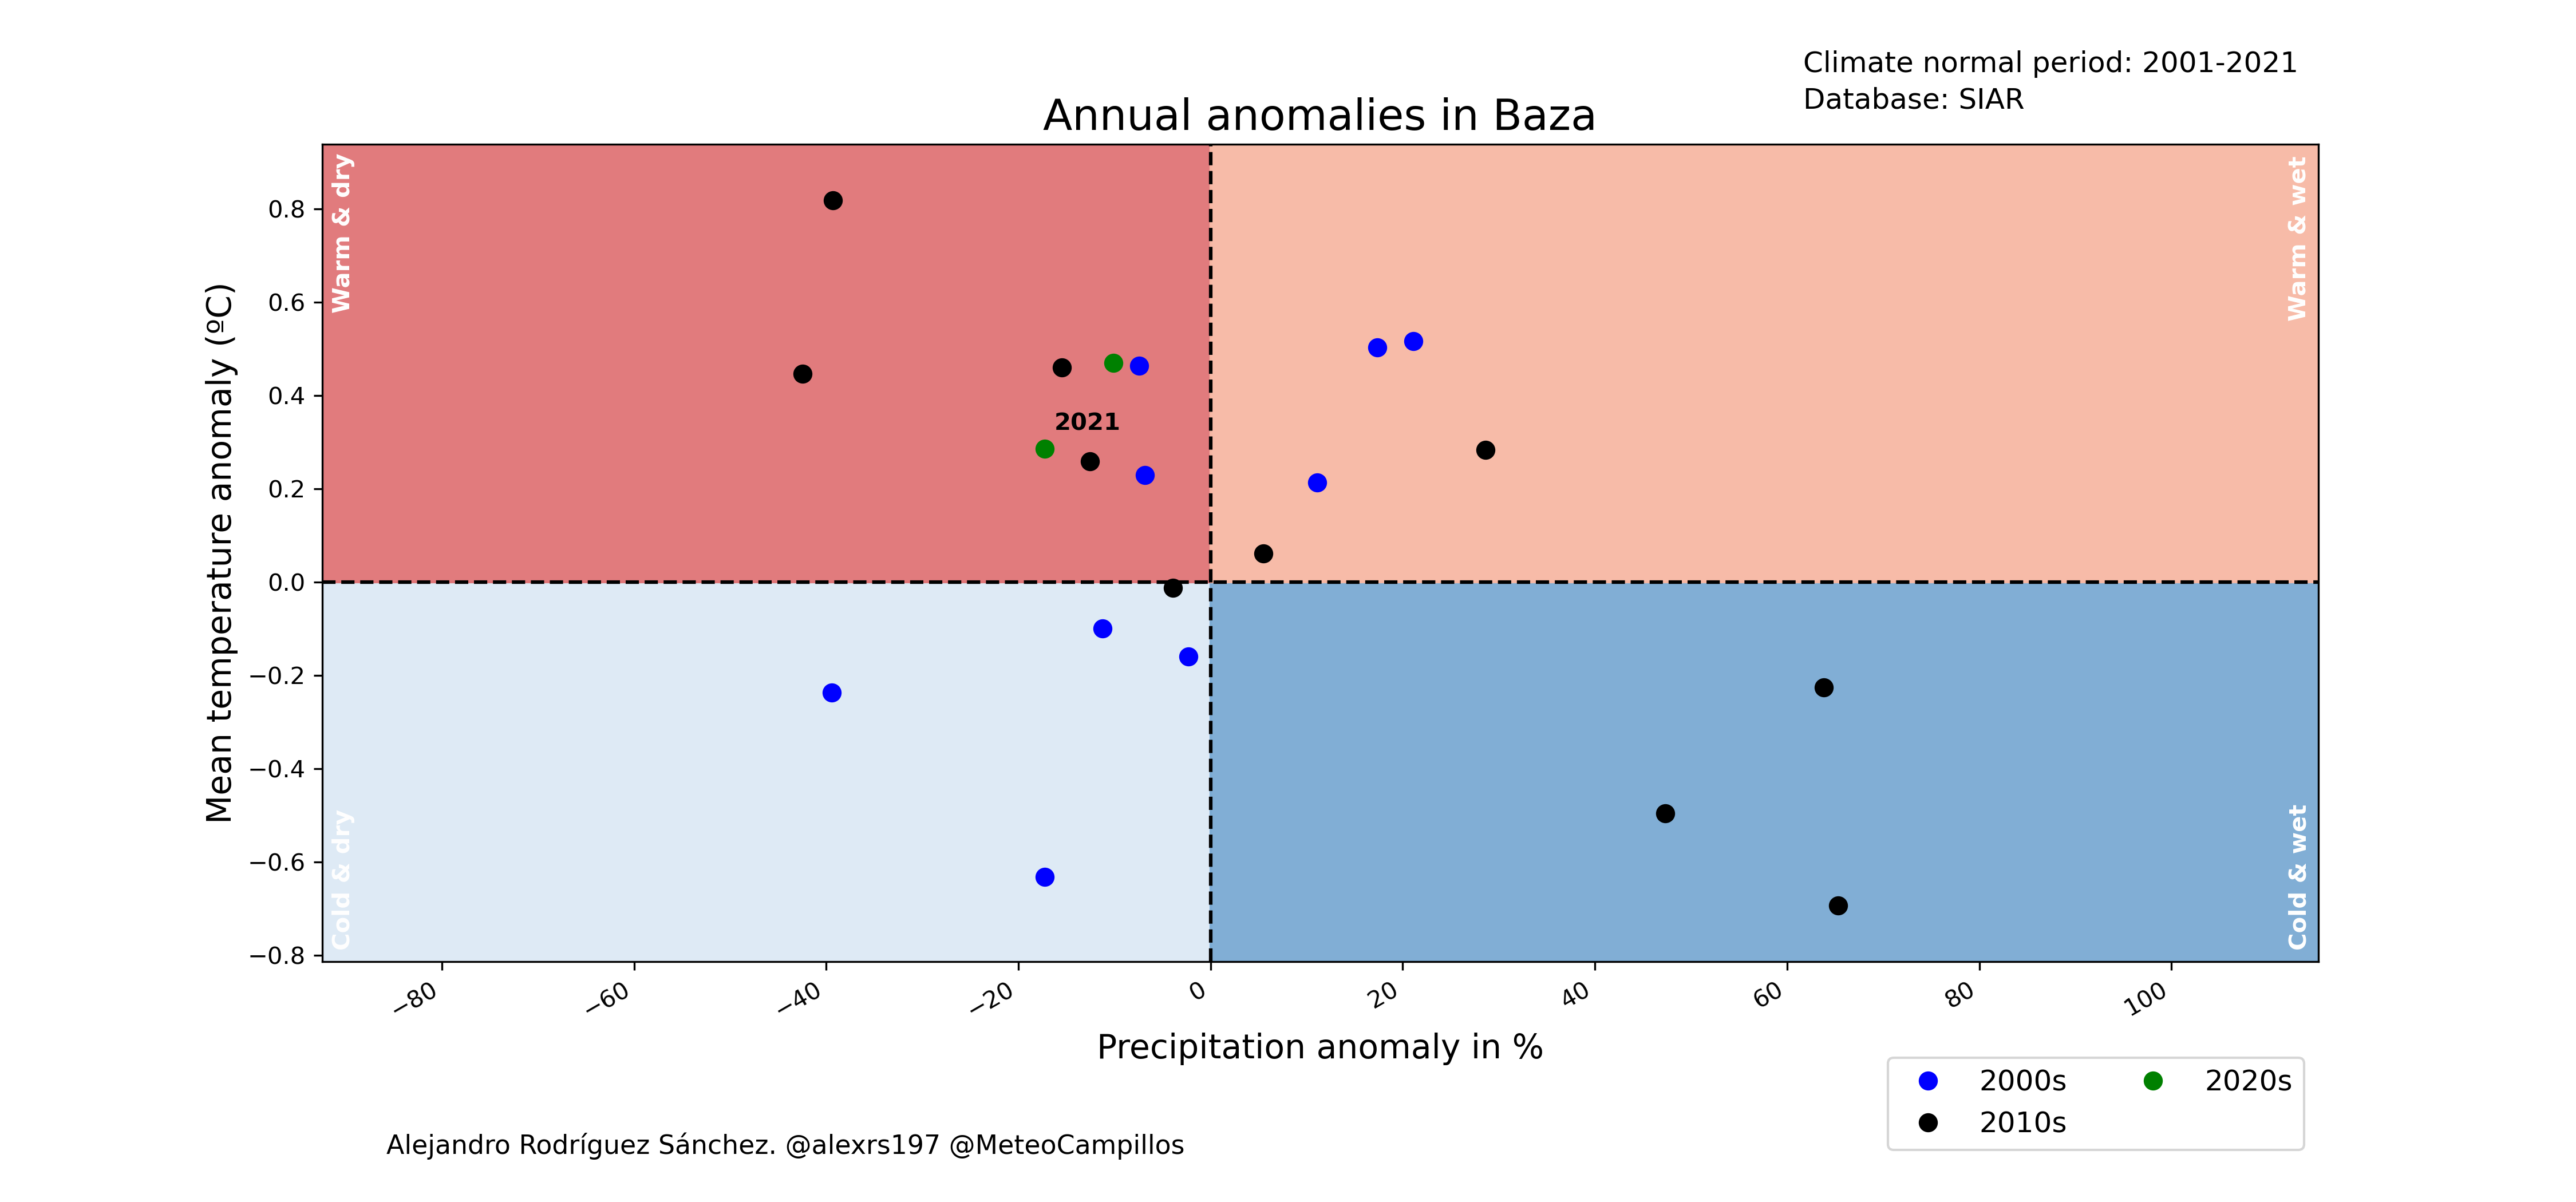 Climate normal period: 2001-2021
Database: SIAR
Annual anomalies in Baza
Warm & dry
Warm & wet
Mean temperature anomaly (ºC)
0.8
0.6
0.4
0.2
0.0
−0.2
−0.4
−0.6
−0.8
2021
Cold & dry
Cold & wet
−80 −60 −40 −20 0 20 40 60 80 100
Precipitation anomaly in %
2000s 2020s
2010s
Alejandro Rodríguez Sánchez. @alexrs197 @MeteoCampillos